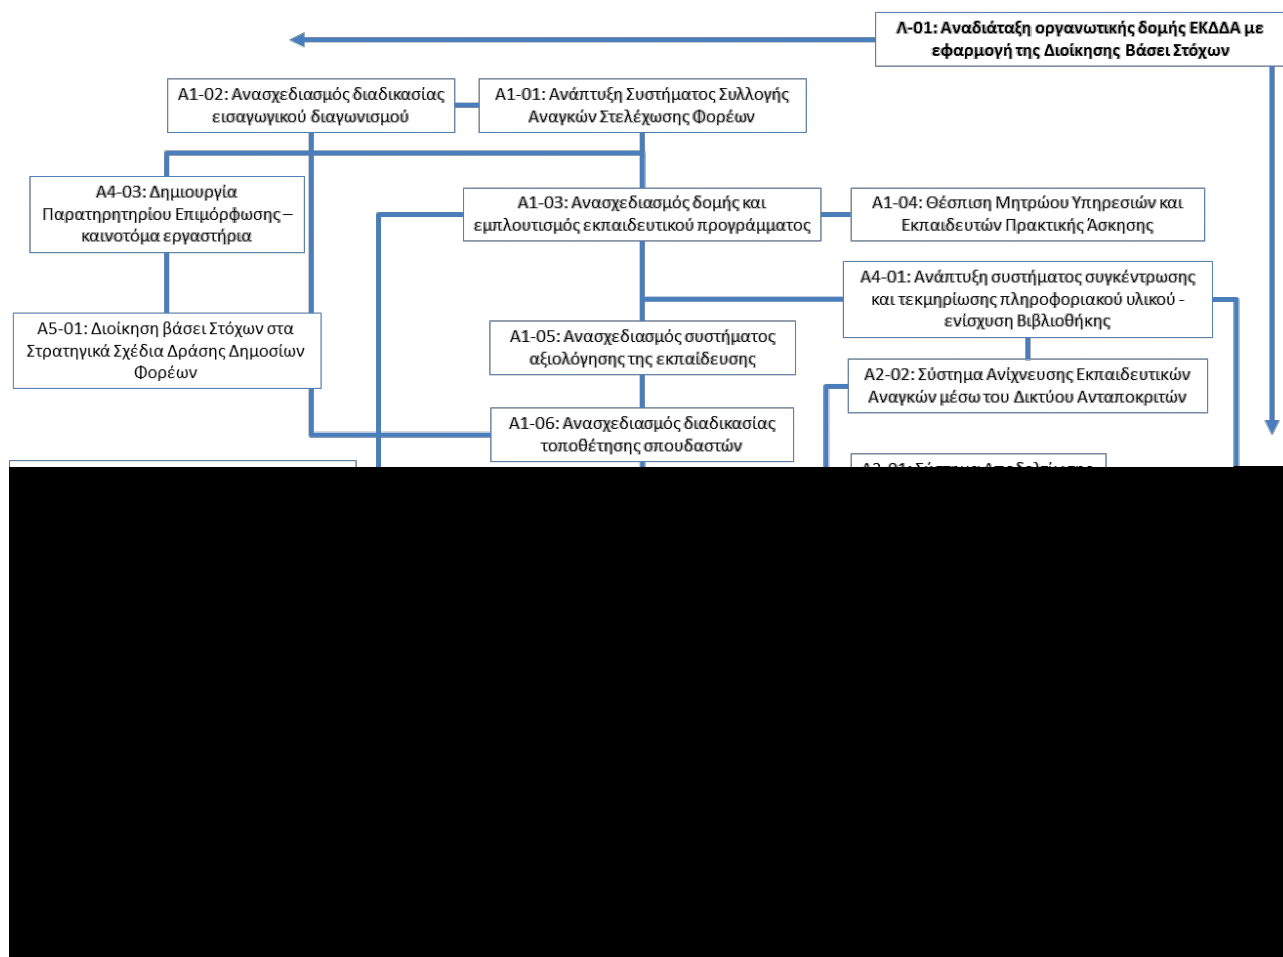 Λ-01: Αναδιάταξη οργανωτικής δομής ΕΚΔΔΑ με
εφαρμογή της Διοίκησης Βάσει Στόχων
Α1-02: Ανασχεδιασμός διαδικασίας
εισαγωγικού διαγωνισμού
Α1-01: Ανάπτυξη Συστήματος Συλλογής
Αναγκών Στελέχωσης Φορέων
Α4-03: Δημιουργία
Παρατηρητηρίου Επιμόρφωσης –
καινοτόμα εργαστήρια
Α1-03: Ανασχεδιασμός δομής και
εμπλουτισμός εκπαιδευτικού προγράμματος
Α1-04: Θέσπιση Μητρώου Υπηρεσιών και
Εκπαιδευτών Πρακτικής Άσκησης
Α4-01: Ανάπτυξη συστήματος συγκέντρωσης
και τεκμηρίωσης πληροφοριακού υλικού -
ενίσχυση Βιβλιοθήκης
Α5-01: Διοίκηση βάσει Στόχων στα
Στρατηγικά Σχέδια Δράσης Δημοσίων
Φορέων
Α1-05: Ανασχεδιασμός συστήματος
αξιολόγησης της εκπαίδευσης
Α2-02: Σύστημα Ανίχνευσης Εκπαιδευτικών
Αναγκών μέσω του Δικτύου Ανταποκριτών
Α1-06: Ανασχεδιασμός διαδικασίας
τοποθέτησης σπουδαστών